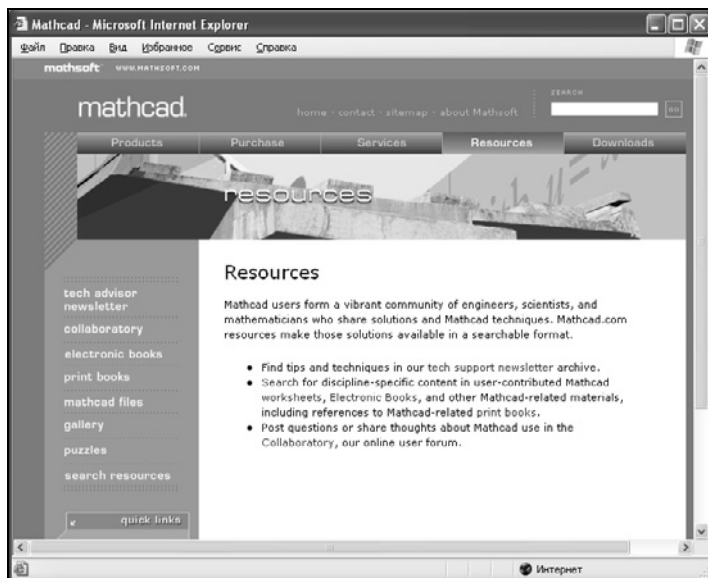 Mathcad - Microsoft Internet Explorer
Файл Правка Вид Избранное Сервис Справка
mathsoft WWW.MATHSOFT.COM
SEARCH
mathcad.
home · contact · sitemap · about Mathsoft
GO
Products Purchase Services Resources Downloads
resources
Resources
Mathcad users form a vibrant community of engineers, scientists, and
mathematicians who share solutions and Mathcad techniques. Mathcad.com
resources make those solutions available in a searchable format.
• Find tips and techniques in our tech support newsletter archive.
• Search for discipline-specific content in user-contributed Mathcad
worksheets, Electronic Books, and other Mathcad-related materials,
including references to Mathcad-related print books.
• Post questions or share thoughts about Mathcad use in the
Collaboratory, our online user forum.
tech advisor
newsletter
collaboratory
electronic books
print books
mathcad files
gallery
puzzles
search resources
quick links
Интернет